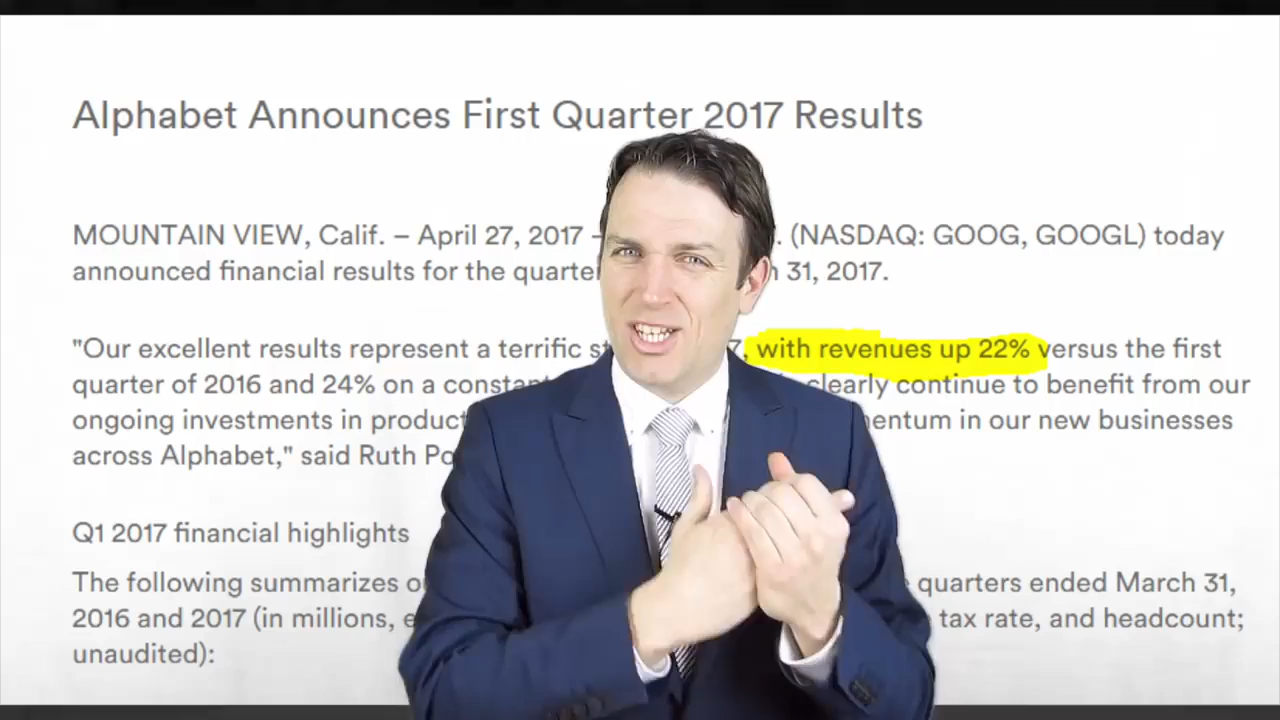 Alphabet Announces First Quarter 2017 Results
MOUNTAIN VIEW, Calif. – April 27, 2017 – . (NASDAQ: GOOG, GOOGL) today
announced financial results for the 31, 2017.
"Our excellent results represent a terrific , with revenues up 22% versus the first
quarter of 2016 and 24% on a clearly continue to benefit from our
ongoing investments in in our new businesses
across Alphabet," said Ruth
Q1 2017 financial highlights
The following summarizes quarters ended March 31,
2016 and 2017 (in millions, tax rate, and headcount;
unaudited):